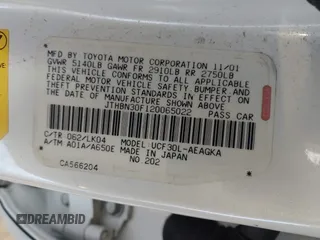 MFD BY TOYOTA MOTOR CORPORATION 11/01
GVWR 5140LB GAWR FR 2910LB RR 2750LB
THIS VEHICLE CONFORMS TO ALL APPLICABLE
FEDERAL MOTOR VEHICLE SAFETY, BUMPER, AND
THEFT PREVENTION STANDARDS IN EFFECT ON
THE DATE OF MANUFACTURE SHOWN ABOVE.
JTHBN30F120065022 PASS CAR
C/TR 062/LK04 MODEL UCF30L-AEAGKA
A/TM A01A/A650E MADE IN JAPAN
CA566204 NO 202
DREAMBID